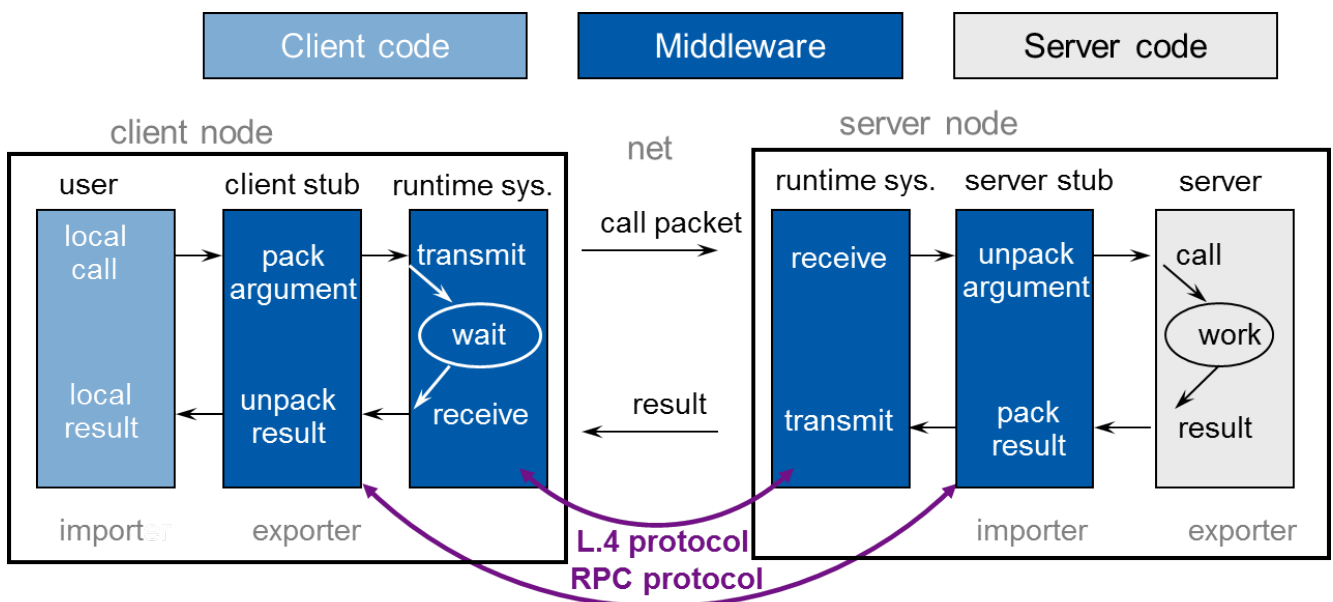 Client code
Middleware
Server code
client node
net
server node
user
client stub
runtime sys.
runtime sys.
server stub
server
local
call
pack
argument
transmit
call packet
receive
unpack
argument
call
wait
work
local
result
unpack
result
receive
result
transmit
pack
result
result
importer
exporter
L.4 protocol
RPC protocol
importer
exporter